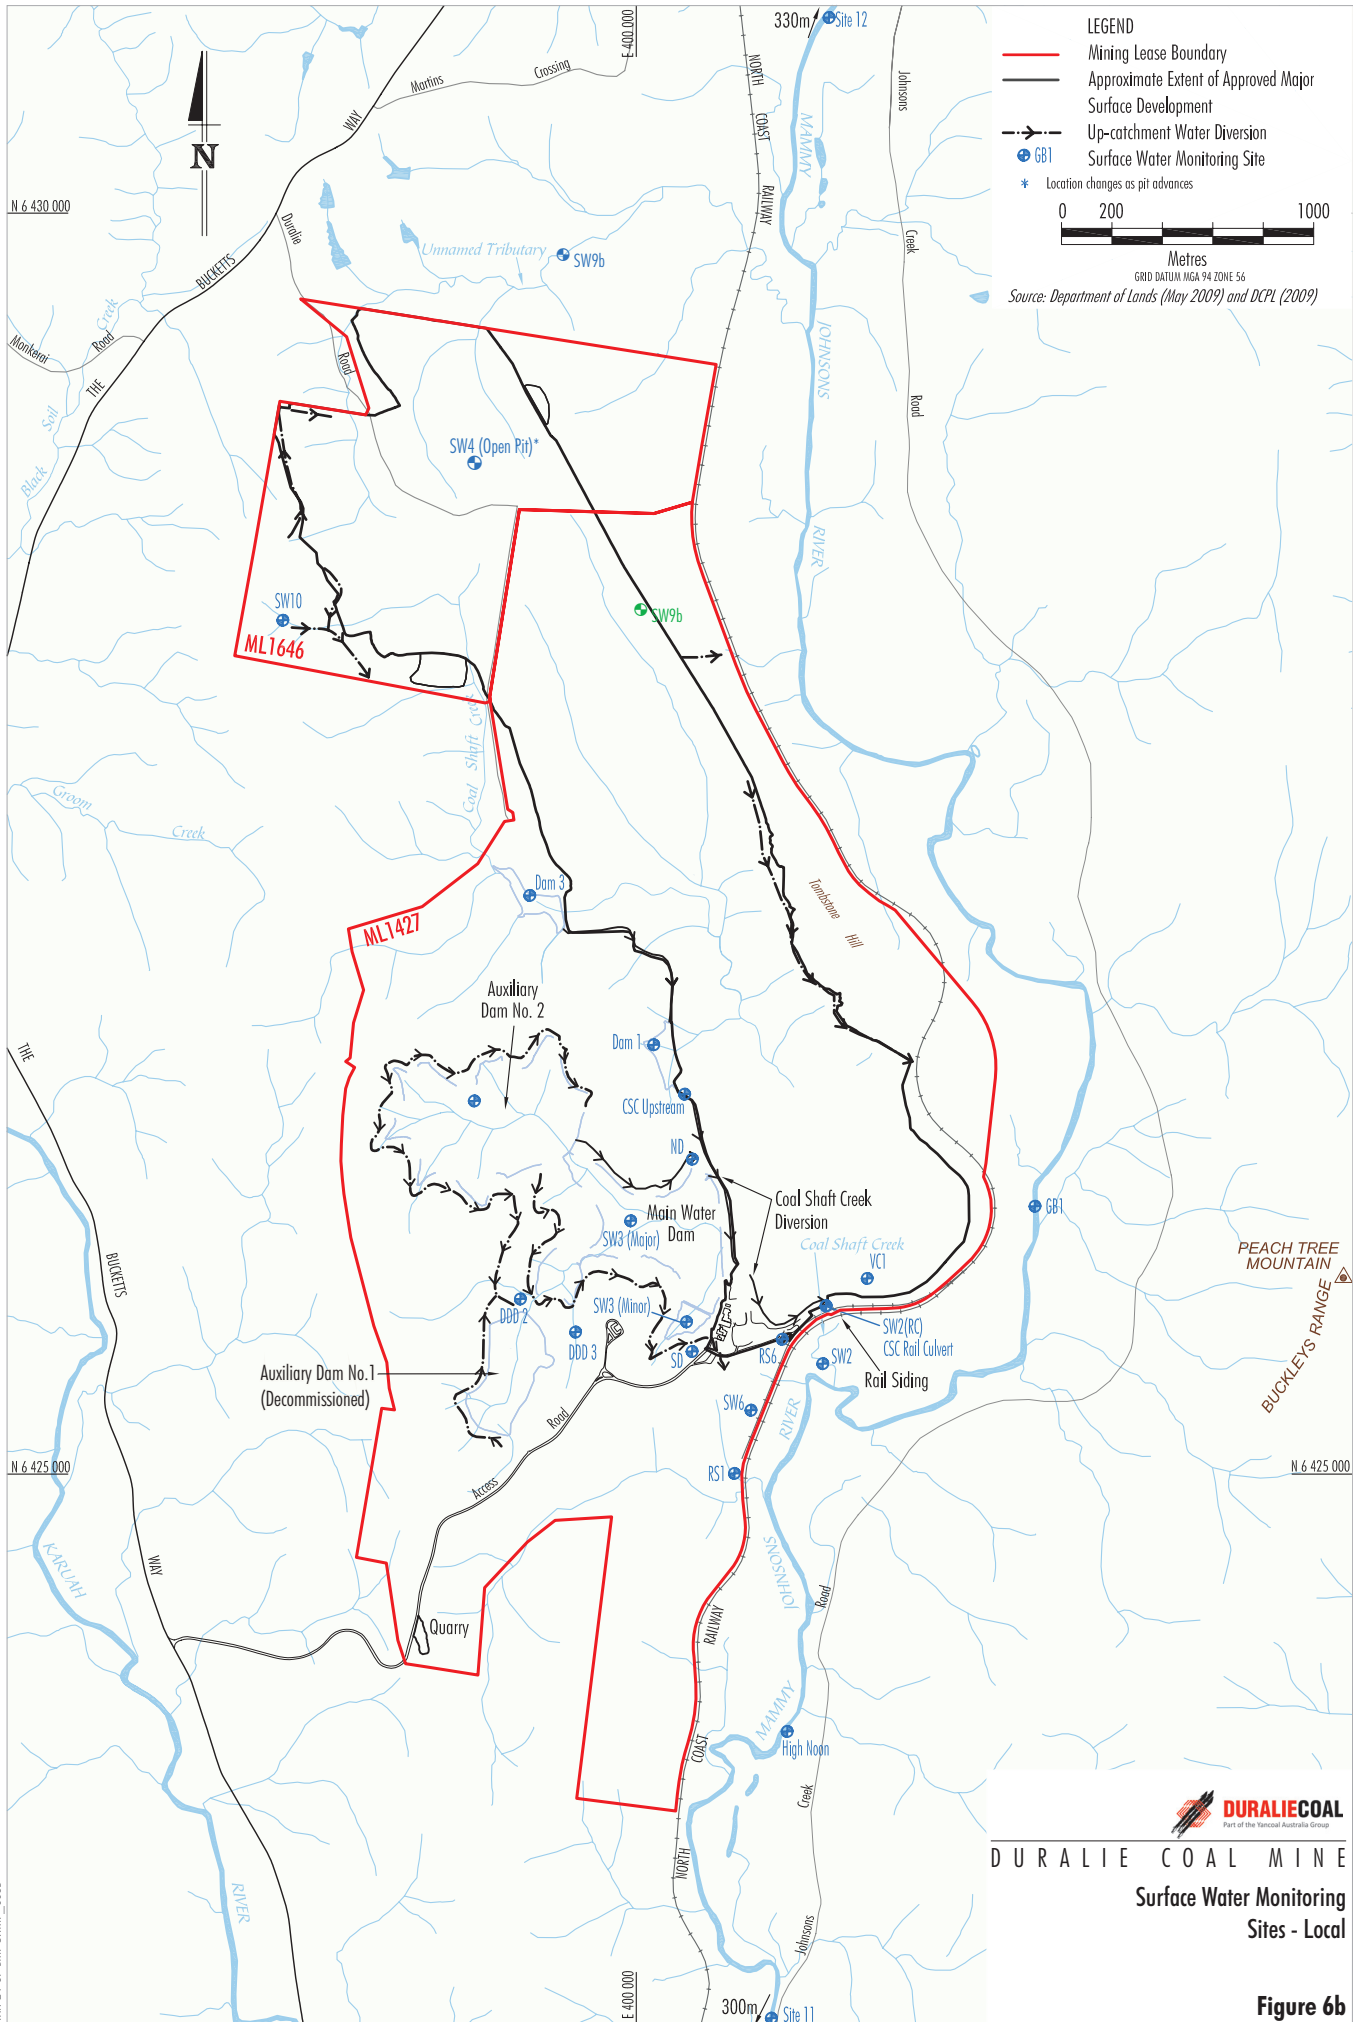 330m
Site 12
E 400 000
LEGEND
Mining Lease Boundary
Approximate Extent of Approved Major
Surface Development
Up-catchment Water Diversion
GB1
Surface Water Monitoring Site
* Location changes as pit advances
0 200 1000
Metres
GRID DATUM MGA 94 ZONE 56
Source: Department of Lands (May 2009) and DCPL (2009)
Martins Crossing
WAY
NORTH COAST RAILWAY
MAMMY
Johnsons
Creek
Road
N
N 6 430 000
Duralie
Road
Unnamed Tributary
SW9b
BUCKETTS
Creek
Monkerai Road
THE
Soil
Black
JOHNSONS
RIVER
SW4 (Open Pit)*
SW10
ML1646
SW9b
Coal Shaft Creek
Groom
Creek
Dam 3
Tombstone
Hill
ML1427
Auxiliary
Dam No. 2
Dam 1
THE
CSC Upstream
ND
Coal Shaft Creek
Diversion
Main Water
Dam
SW3 (Major)
Coal Shaft Creek
VC1
GB1
PEACH TREE
MOUNTAIN
BUCKLEYS RANGE
BUCKETTS
DDD 2
SW3 (Minor)
DDD 3
SD
RS6
SW2(RC)
CSC Rail Culvert
SW2
Rail Siding
Auxiliary Dam No.1
(Decommissioned)
SW6
RIVER
Road
Access
RS1
N 6 425 000
N 6 425 000
KARUAH
WAY
JOHNSONS
Road
RAILWAY
Quarry
MAMMY
COAST
High Noon
Creek
NORTH
RIVER
Johnsons
E 400 000
300m
Site 11
DURALIECOAL
Part of the Yancoal Australia Group
DURALIE COAL MINE
Surface Water Monitoring
Sites - Local
Figure 6b